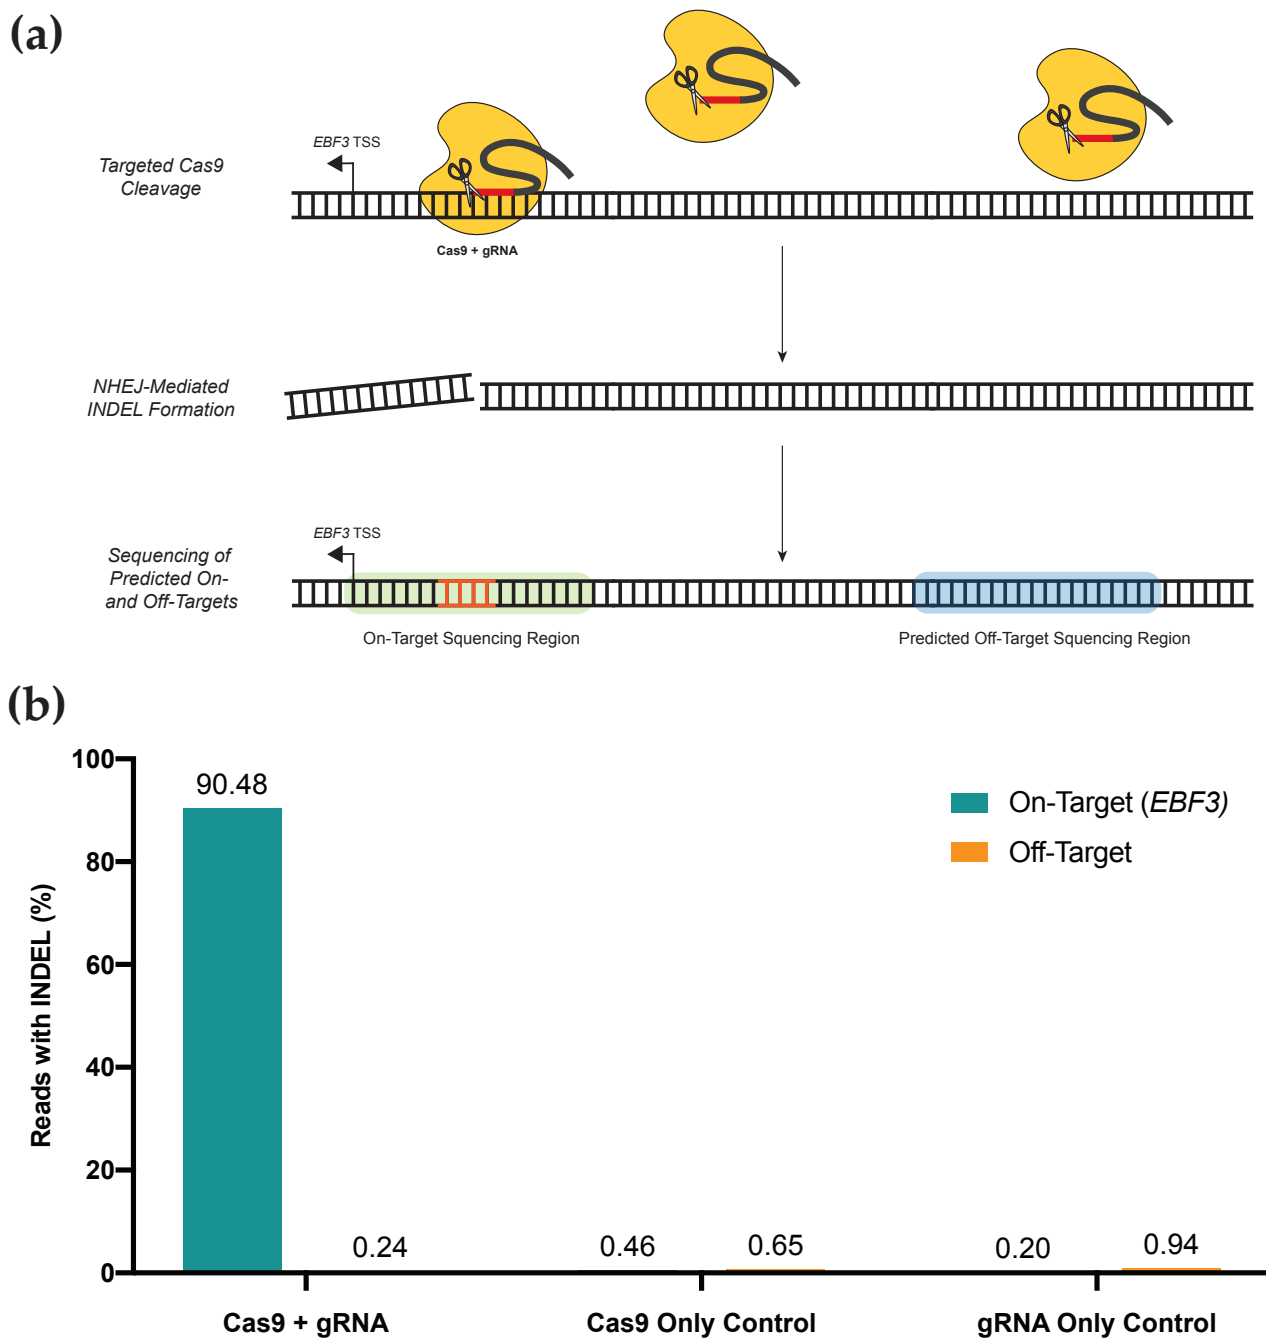 (a)
EBF3 TSS
Targeted Cas9
Cleavage
Cas9 + gRNA
NHEJ-Mediated
INDEL Formation
EBF3 TSS
Sequencing of
Predicted On-
and Off-Targets
On-Target Squencing Region
Predicted Off-Target Squencing Region
(b)
100
90.48
On-Target (EBF3)
80
Off-Target
Reads with INDEL (%)
60
40
20
0.24
0.46
0.65
0.20
0.94
0
Cas9 + gRNA
Cas9 Only Control
gRNA Only Control